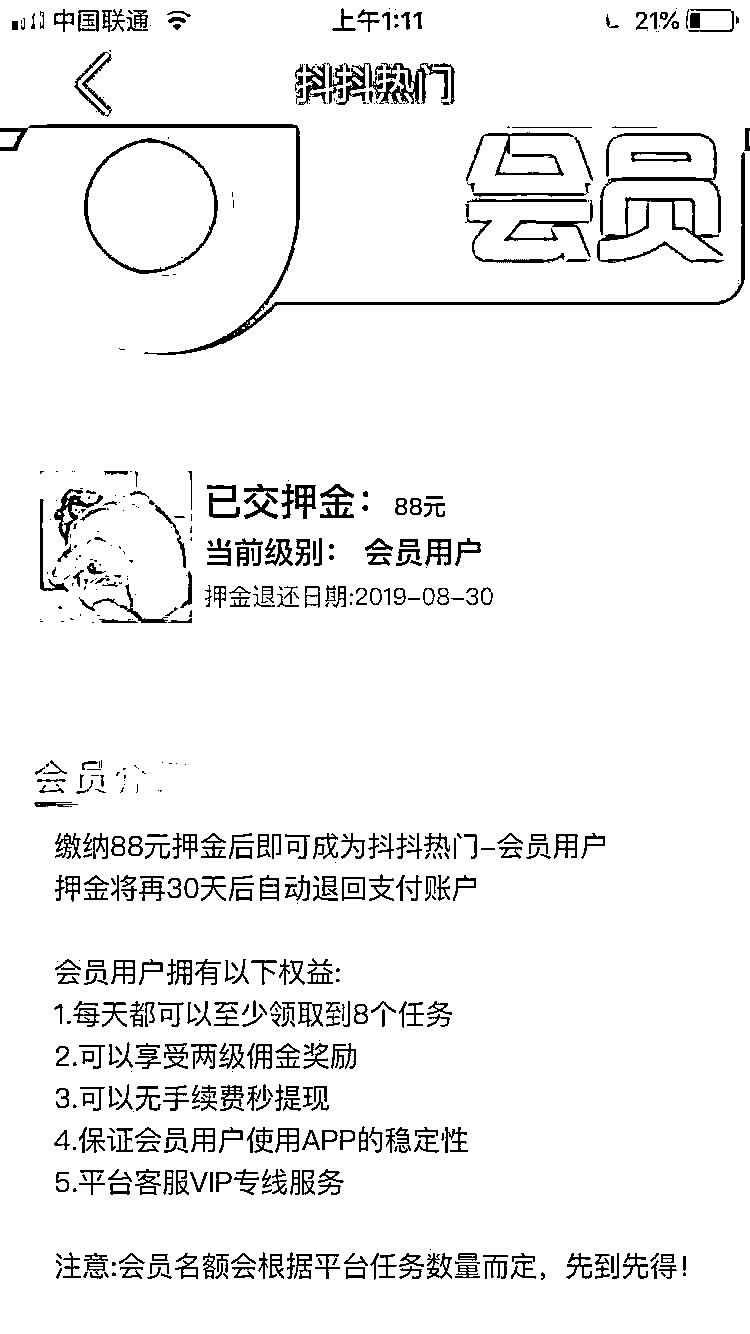 中国联通
上午1:11
21%
抖抖热门
会员
已交押金： 88元
当前级别： 会员用户
押金退还日期:2019-08-30
会员介
缴纳88元押金后即可成为抖抖热门-会员用户
押金将再30天后自动退回支付账户
会员用户拥有以下权益:
1.每天都可以至少领取到8个任务
2.可以享受两级佣金奖励
3.可以无手续费秒提现
4.保证会员用户使用APP的稳定性
5.平台客服VIP专线服务
注意:会员名额会根据平台任务数量而定，先到先得！